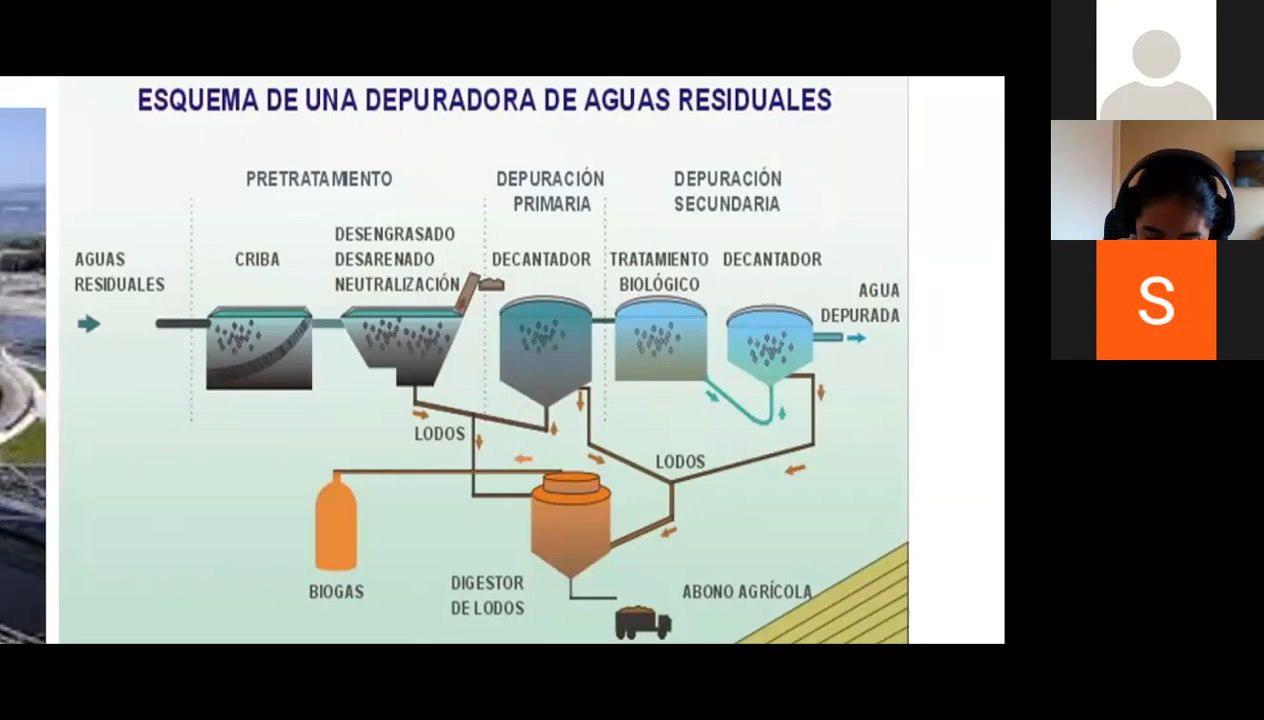 ESQUEMA DE UNA DEPURADORA DE AGUAS RESIDUALES
PRETRATAMIENTO
DEPURACIÓN
PRIMARIA
DEPURACIÓN
SECUNDARIA
AGUAS
RESIDUALES
CRIBA
DESENGRASADO
DESARENADO
NEUTRALIZACIÓN
DECANTADOR
TRATAMIENTO
BIOLÓGICO
DECANTADOR
AGUA
DEPURADA
LODOS
LODOS
BIOGAS
DIGESTOR
DE LODOS
ABONO AGRÍCOLA
S